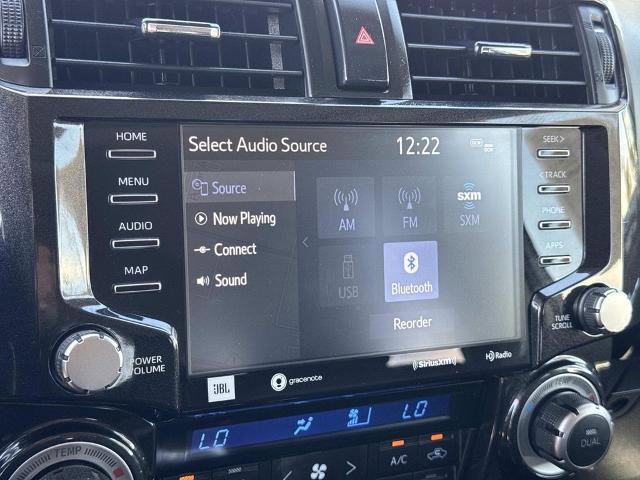 HOME
MENU
AUDIO
MAP
POWER
VOLUME
Select Audio Source
12:22
Source
Now Playing
Connect
Sound
AM
FM
sxm
SXM
USB
Bluetooth
Reorder
SEEK >
< TRACK
PHONE
APPS
TUNE
SCROLL
JBL
gracenote
SiriusXM
HD Radio
LO
LO
TEMP
A/C
TEMP
DUAL